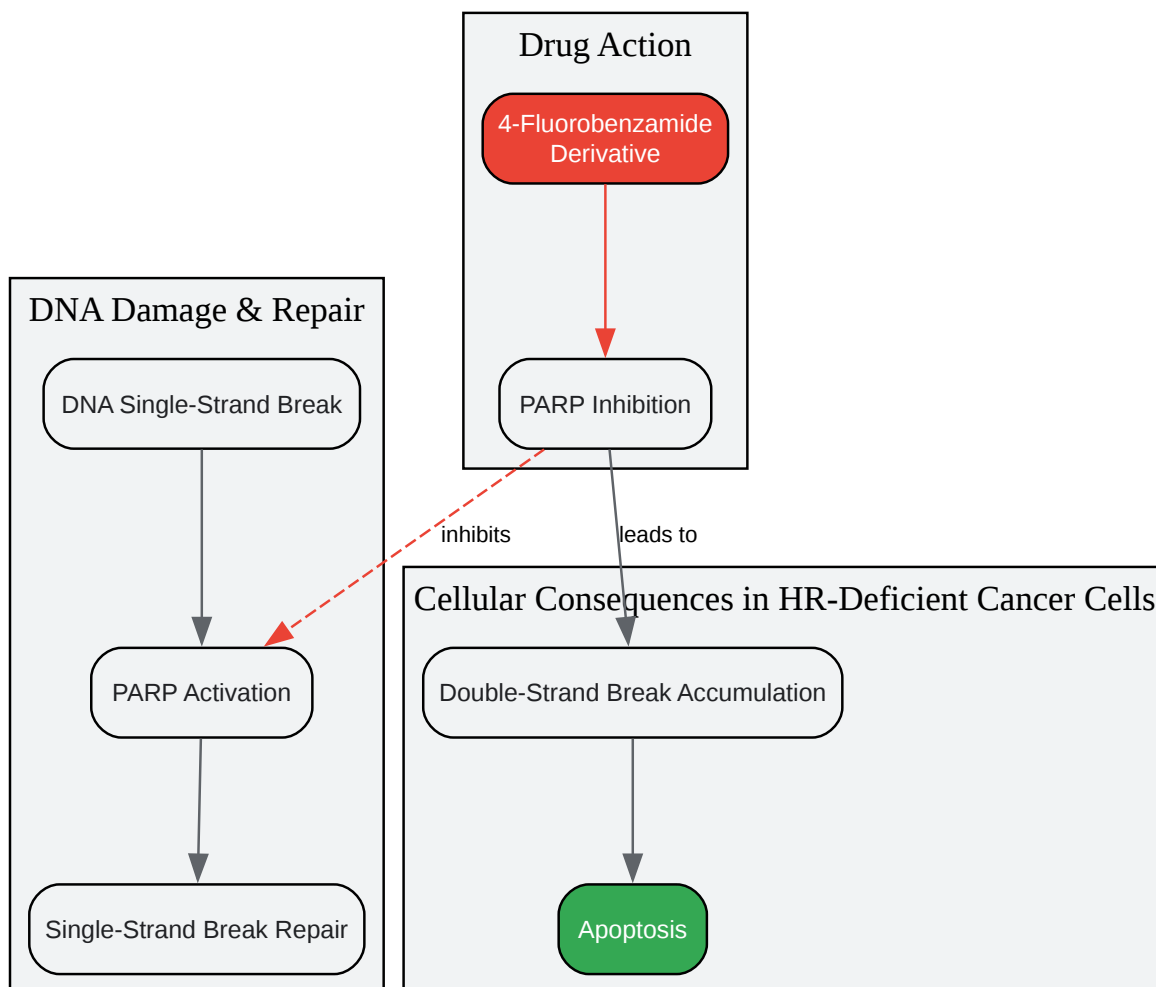 Drug Action
4-Fluorobenzamide
Derivative
DNA Damage & Repair
DNA Single-Strand Break
PARP Inhibition
inhibits
leads to
Cellular Consequences in HR-Deficient Cancer Cells
PARP Activation
Double-Strand Break Accumulation
Single-Strand Break Repair
Apoptosis